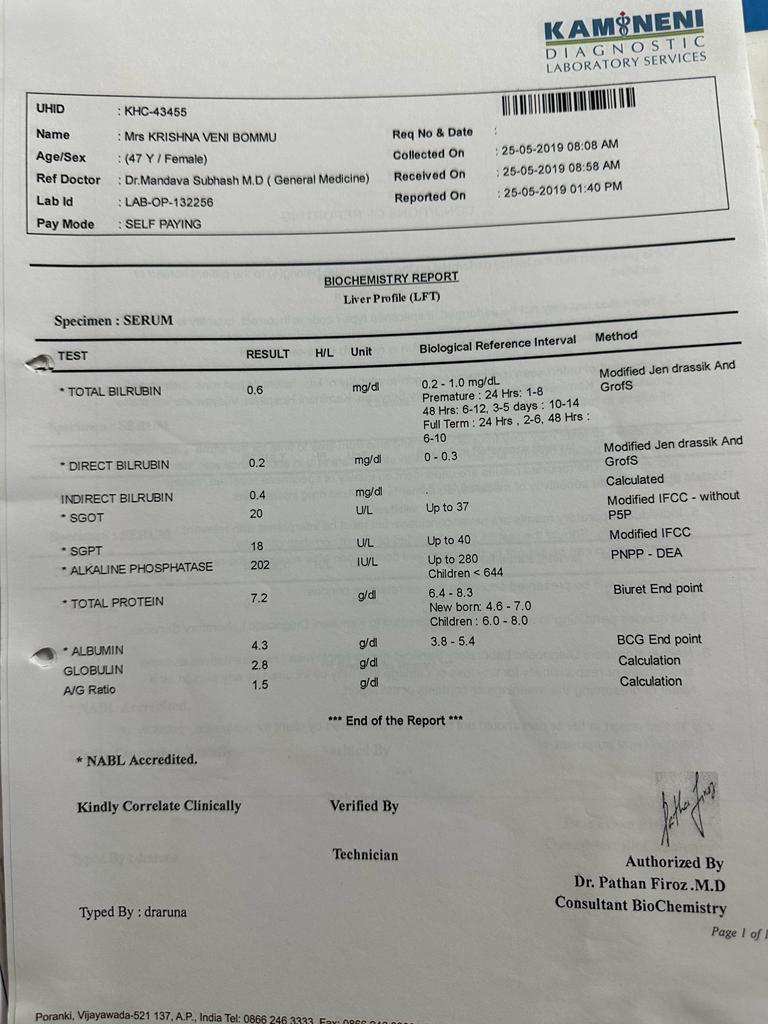 KAMINENI
DIAGNOSTIC
LABORATORY SERVICES
UHID : KHC-43455
Name : Mrs KRISHNA VENI BOMMU Req No & Date :
Age/Sex : (47 Y / Female) Collected On : 25-05-2019 08:08 AM
Ref Doctor : Dr.Mandava Subhash M.D ( General Medicine) Received On : 25-05-2019 08:58 AM
Lab Id : LAB-OP-132256 Reported On : 25-05-2019 01:40 PM
Pay Mode : SELF PAYING
BIOCHEMISTRY REPORT
Liver Profile (LFT)
Specimen : SERUM
TEST RESULT H/L Unit Biological Reference Interval Method
* TOTAL BILRUBIN 0.6 mg/dl 0.2 - 1.0 mg/dL Modified Jen drassik And
Premature : 24 Hrs: 1-8 GrofS
48 Hrs: 6-12, 3-5 days : 10-14
Full Term : 24 Hrs , 2-6, 48 Hrs :
6-10
* DIRECT BILRUBIN 0.2 mg/dl 0 - 0.3 Modified Jen drassik And
GrofS
INDIRECT BILRUBIN 0.4 mg/dl . Calculated
* SGOT 20 U/L Up to 37 Modified IFCC - without
P5P
* SGPT 18 U/L Up to 40 Modified IFCC
* ALKALINE PHOSPHATASE 202 IU/L Up to 280 PNPP - DEA
Children < 644
* TOTAL PROTEIN 7.2 g/dl 6.4 - 8.3 Biuret End point
New born: 4.6 - 7.0
Children : 6.0 - 8.0
* ALBUMIN 4.3 g/dl 3.8 - 5.4 BCG End point
GLOBULIN 2.8 g/dl Calculation
A/G Ratio 1.5 g/dl Calculation
*** End of the Report ***
* NABL Accredited.
Kindly Correlate Clinically Verified By
Technician
Authorized By
Dr. Pathan Firoz .M.D
Consultant BioChemistry
Typed By : draruna
Page 1 of 1
Poranki, Vijayawada-521 137, A.P., India Tel: 0866 246 3333